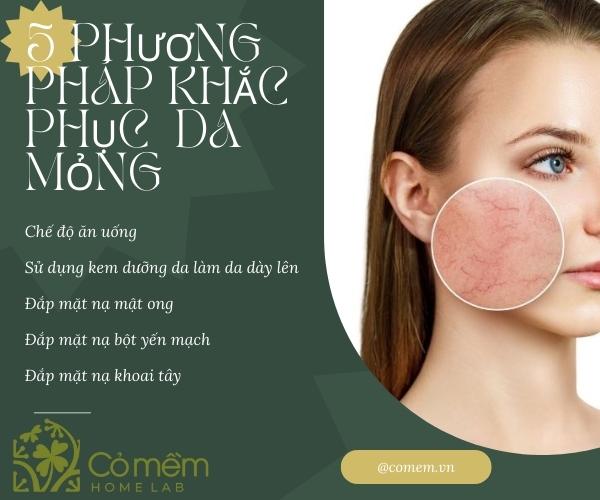 5 PHƯƠNG
PHÁP KHẮC
PHỤC DA
MỎNG
Chế độ ăn uống
Sử dụng kem dưỡng da làm da dày lên
Đắp mặt nạ mật ong
Đắp mặt nạ bột yến mạch
Đắp mặt nạ khoai tây
Cỏ mềm
HOME LAB
@comem.vn